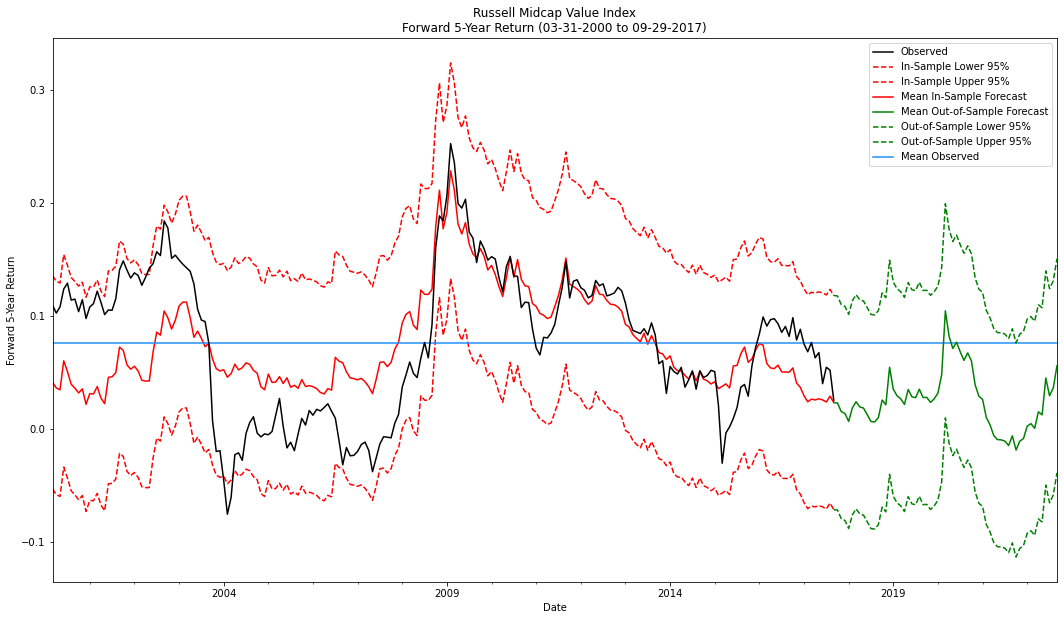 Russell Midcap Value Index
Forward 5-Year Return (03-31-2000 to 09-29-2017)
Observed
In-Sample Lower 95%
In-Sample Upper 95%
Mean In-Sample Forecast
Mean Out-of-Sample Forecast
Out-of-Sample Lower 95%
Out-of-Sample Upper 95%
Mean Observed
Forward 5-Year Return
0.3
0.2
0.1
0.0
−0.1
2004
2009
2014
2019
Date